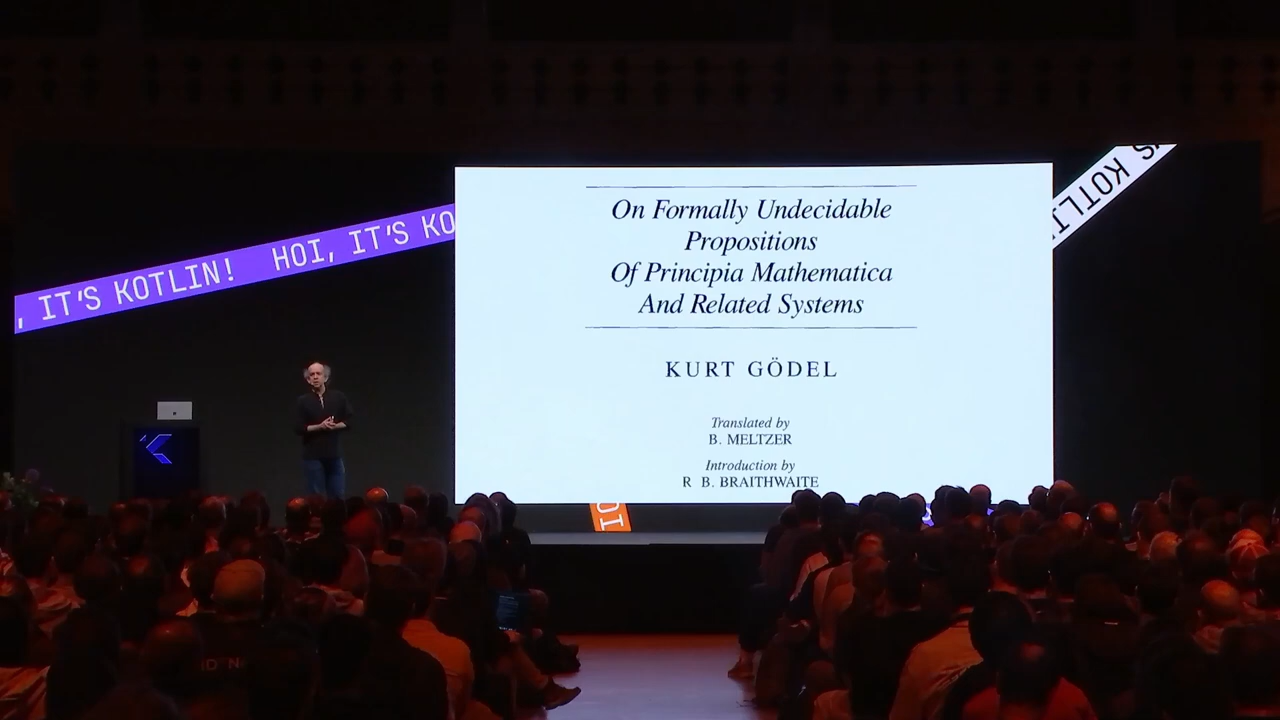 , IT'S KOTLIN! HOI, IT'S KO
On Formally Undecidable
Propositions
Of Principia Mathematica
And Related Systems
KURT GÖDEL
Translated by
B. MELTZER
Introduction by
R B. BRAITHWAITE
'S KOTLI
IO